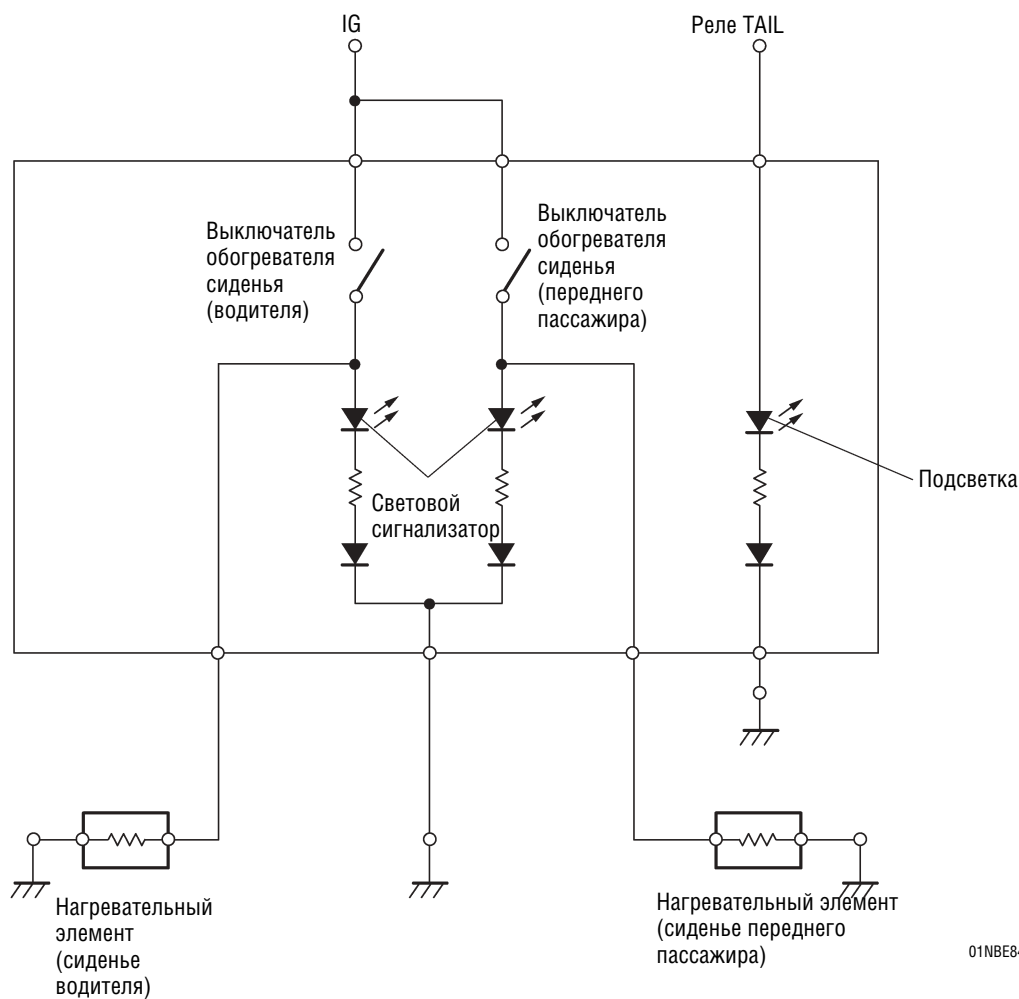 IG
Реле TAIL
Выключатель
обогревателя
сиденья
(водителя)
Выключатель
обогревателя
сиденья
(переднего
пассажира)
Световой
сигнализатор
Подсветка
Нагревательный
элемент
(сиденье
водителя)
Нагревательный элемент
(сиденье переднего
пассажира)
01NBE84